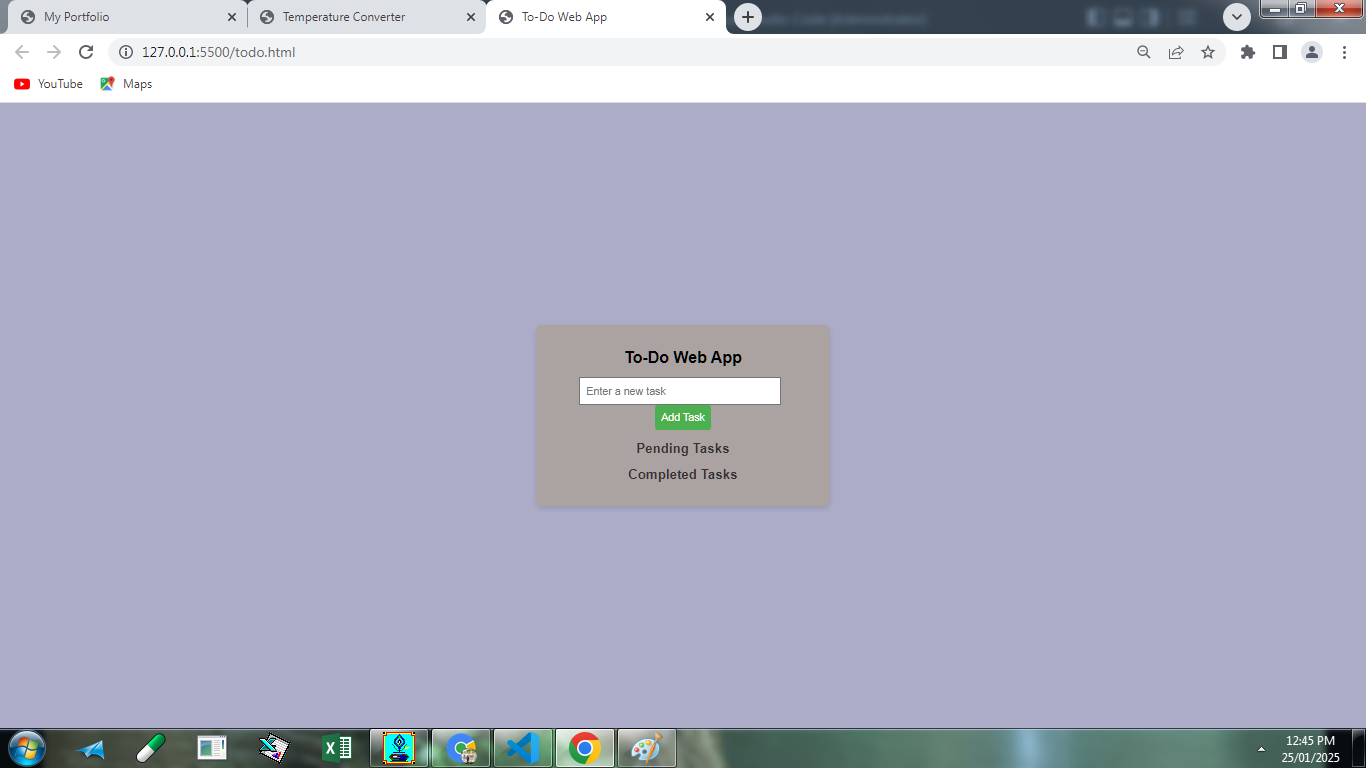 My Portfolio
Temperature Converter
To-Do Web App
127.0.0.1:5500/todo.html
YouTube
Maps
To-Do Web App
Enter a new task
Add Task
Pending Tasks
Completed Tasks
12:45 PM
25/01/2025